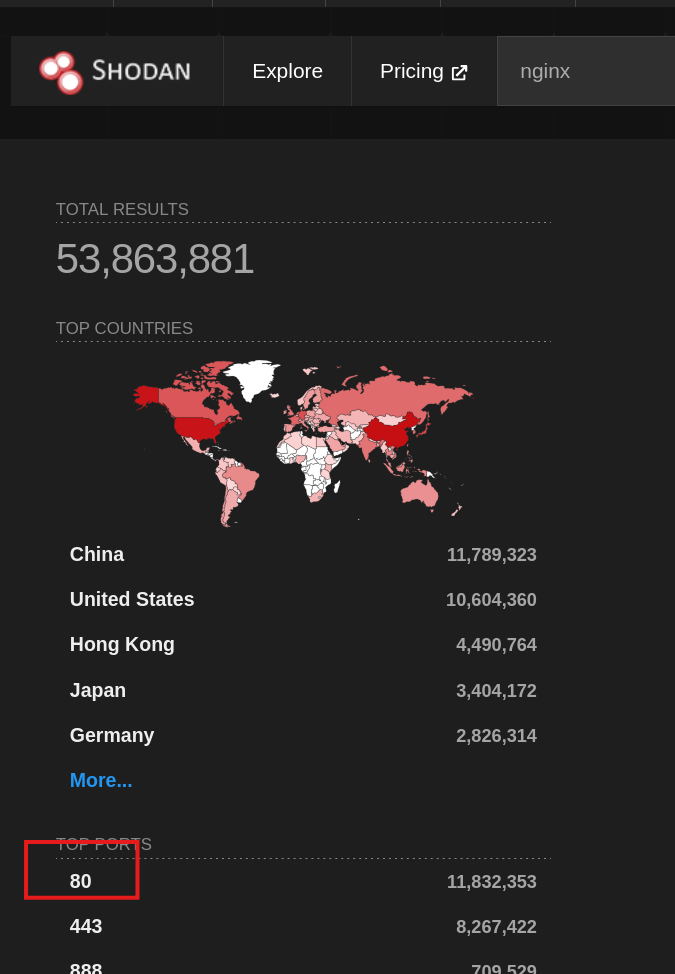 SHODAN Explore Pricing nginx
TOTAL RESULTS
53,863,881
TOP COUNTRIES
China 11,789,323
United States 10,604,360
Hong Kong 4,490,764
Japan 3,404,172
Germany 2,826,314
More...
TOP PORTS
80 11,832,353
443 8,267,422
888 709,529